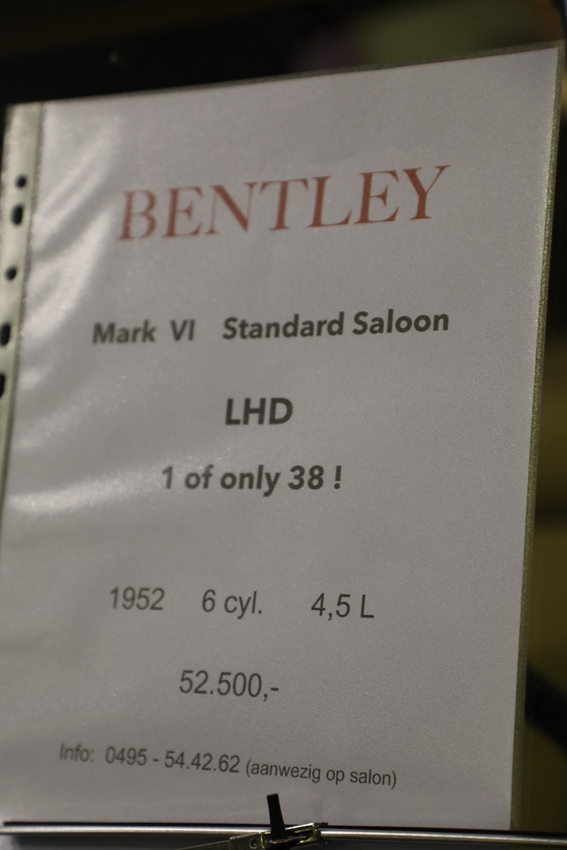 BENTLEY
Mark VI Standard Saloon
LHD
1 of only 38 !
1952 6 cyl. 4,5 L
52.500,-
Info: 0495 - 54.42.62 (aanwezig op salon)